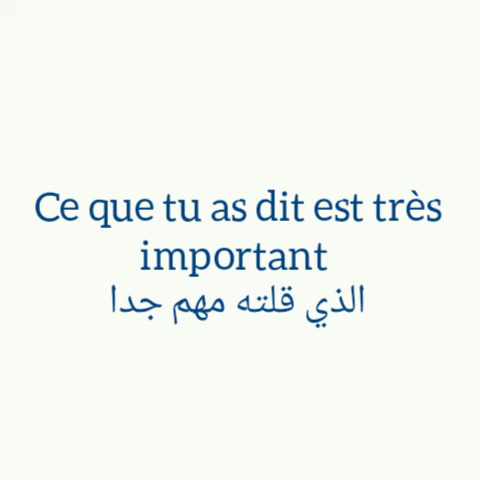 Ce que tu as dit est très
important
الذي قلته مهم جدا